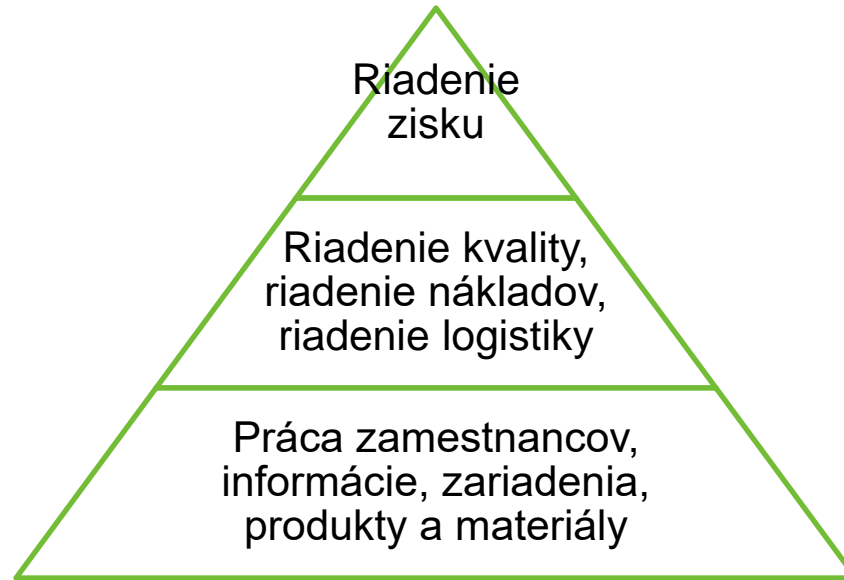 Riadenie
zisku
Riadenie kvality,
riadenie nákladov,
riadenie logistiky
Práca zamestnancov,
informácie, zariadenia,
produkty a materiály